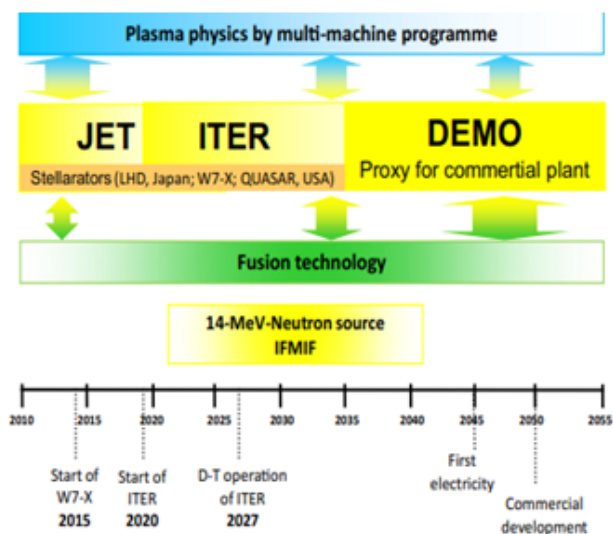 Plasma physics by multi-machine programme
JET
ITER
DEMO
Proxy for commertial plant
Stellarators (LHD, Japan; W7-X; QUASAR, USA)
Fusion technology
14-MeV-Neutron source
IFMIF
2010 2015 2020 2025 2030 2035 2040 2045 2050 2055
Start of
W7-X
2015
Start of
ITER
2020
D-T operation
of ITER
2027
First
electricity
Commercial
development